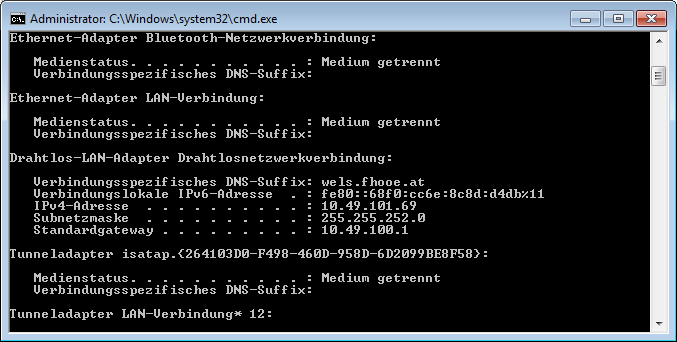 Administrator: C:\Windows\system32\cmd.exe
Ethernet-Adapter Bluetooth-Netzwerkverbindung:
Medienstatus. . . . . . . . . . . : Medium getrennt
Verbindungsspezifisches DNS-Suffix:
Ethernet-Adapter LAN-Verbindung:
Medienstatus. . . . . . . . . . . : Medium getrennt
Verbindungsspezifisches DNS-Suffix:
Drahtlos-LAN-Adapter Drahtlosnetzwerkverbindung:
Verbindungsspezifisches DNS-Suffix: wels.fhooe.at
Verbindungslokale IPv6-Adresse  . : fe80::68f0:cc6e:8c8d:d4db%11
IPv4-Adresse  . . . . . . . . . . : 10.49.101.69
Subnetzmaske  . . . . . . . . . . : 255.255.252.0
Standardgateway . . . . . . . . . : 10.49.100.1
Tunneladapter isatap.{264103D0-F498-460D-958D-6D2099BE8F58}:
Medienstatus. . . . . . . . . . . : Medium getrennt
Verbindungsspezifisches DNS-Suffix:
Tunneladapter LAN-Verbindung* 12: